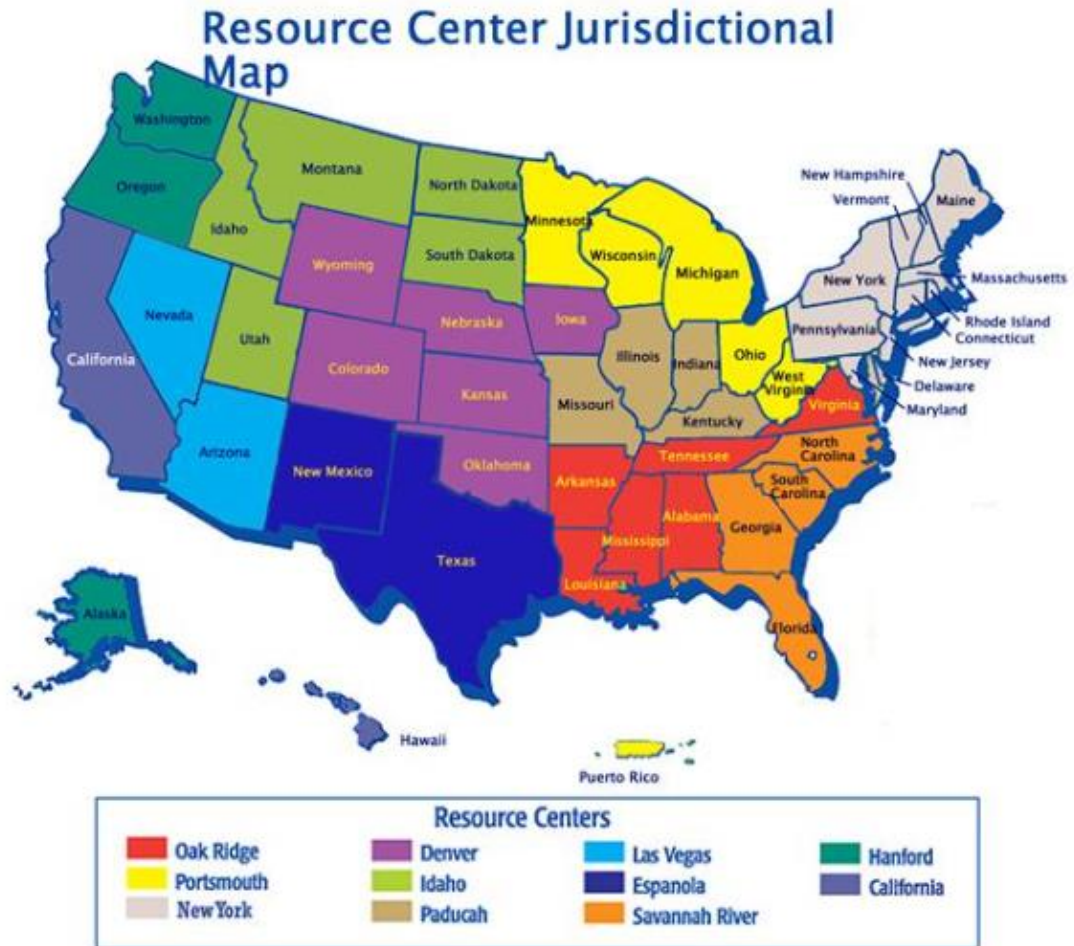 Resource Center Jurisdictional
Map
Washington
Oregon
Idaho
Montana
North Dakota
South Dakota
Minnesota
Wisconsin
Michigan
New Hampshire
Vermont
Maine
New York
Massachusetts
Rhode Island
Connecticut
Pennsylvania
New Jersey
Delaware
Maryland
Wyoming
Nebraska
Iowa
Illinois
Indiana
Ohio
West
Virginia
Virginia
California
Nevada
Utah
Colorado
Kansas
Missouri
Kentucky
Arizona
New Mexico
Oklahoma
Arkansas
Tennessee
North
Carolina
South
Carolina
Texas
Louisiana
Mississippi
Alabama
Georgia
Florida
Alaska
Hawaii
Puerto Rico
Resource Centers
Oak Ridge
Portsmouth
New York
Denver
Idaho
Paducah
Las Vegas
Espanola
Savannah River
Hanford
California